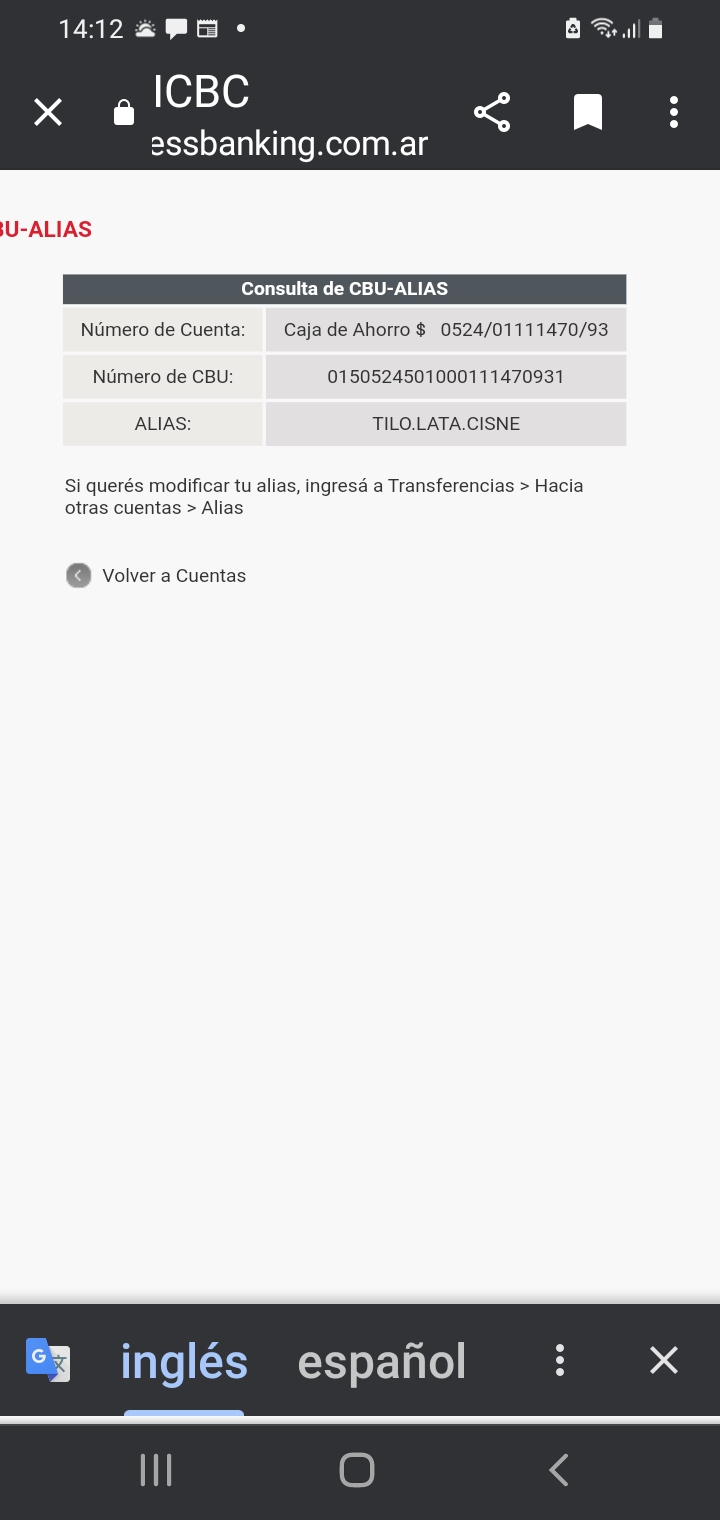 14:12
ICBC
essbanking.com.ar
BU-ALIAS
Consulta de CBU-ALIAS
Número de Cuenta: Caja de Ahorro $ 0524/01111470/93
Número de CBU: 0150524501000111470931
ALIAS: TILO.LATA.CISNE
Si querés modificar tu alias, ingresá a Transferencias > Hacia
otras cuentas > Alias
Volver a Cuentas
inglés español